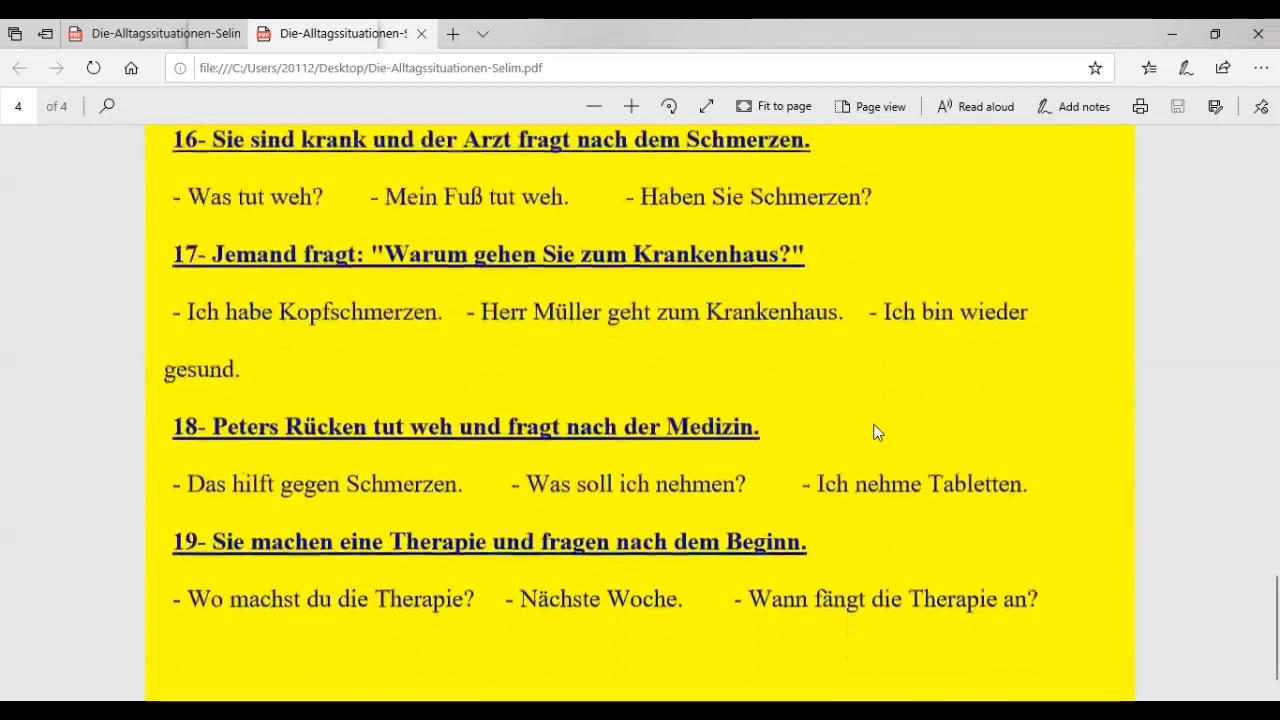 Die-Alltagssituationen-Selin
Die-Alltagssituationen-S
file:///C:/Users/20112/Desktop/Die-Alltagssituationen-Selim.pdf
4 of 4 Fit to page Page view Read aloud Add notes
16- Sie sind krank und der Arzt fragt nach dem Schmerzen.
- Was tut weh? - Mein Fuß tut weh. - Haben Sie Schmerzen?
17- Jemand fragt: "Warum gehen Sie zum Krankenhaus?"
- Ich habe Kopfschmerzen. - Herr Müller geht zum Krankenhaus. - Ich bin wieder
gesund.
18- Peters Rücken tut weh und fragt nach der Medizin.
- Das hilft gegen Schmerzen. - Was soll ich nehmen? - Ich nehme Tabletten.
19- Sie machen eine Therapie und fragen nach dem Beginn.
- Wo machst du die Therapie? - Nächste Woche. - Wann fängt die Therapie an?